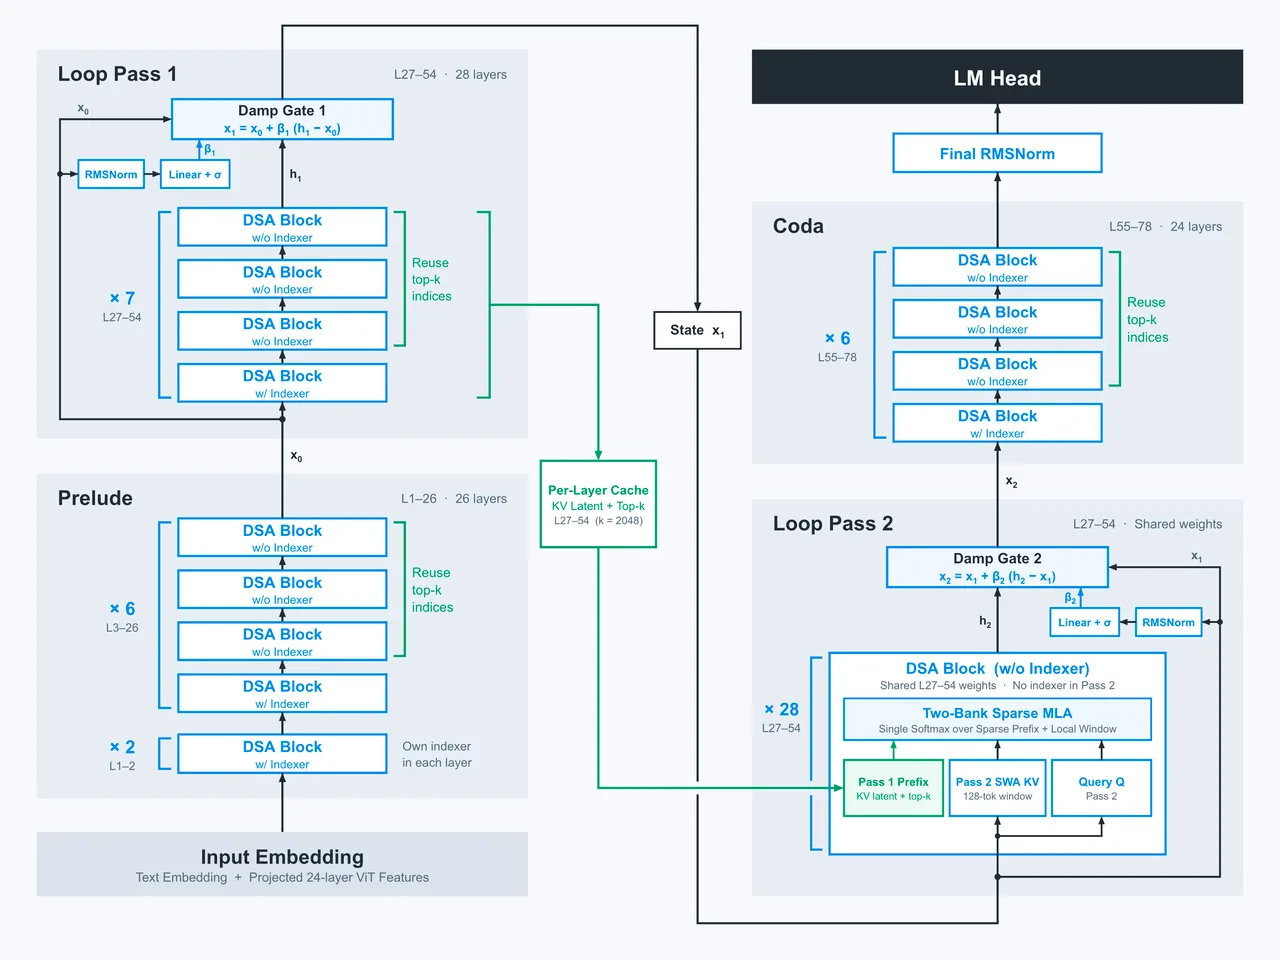 Loop Pass 1
L27–54 · 28 layers
x₀
Damp Gate 1
x₁ = x₀ + β₁ (h₁ − x₀)
β₁
RMSNorm
Linear + σ
h₁
DSA Block
w/o Indexer
DSA Block
w/o Indexer
DSA Block
w/o Indexer
DSA Block
w/ Indexer
× 7
L27–54
Reuse
top-k
indices
x₀
Prelude
L1–26 · 26 layers
DSA Block
w/o Indexer
DSA Block
w/o Indexer
DSA Block
w/o Indexer
DSA Block
w/ Indexer
× 6
L3–26
Reuse
top-k
indices
× 2
L1–2
DSA Block
w/ Indexer
Own indexer
in each layer
Input Embedding
Text Embedding + Projected 24-layer ViT Features
Per-Layer Cache
KV Latent + Top-k
L27–54 (k = 2048)
State x₁
LM Head
Final RMSNorm
Coda
L55–78 · 24 layers
DSA Block
w/o Indexer
DSA Block
w/o Indexer
DSA Block
w/o Indexer
DSA Block
w/ Indexer
× 6
L55–78
Reuse
top-k
indices
x₂
Loop Pass 2
L27–54 · Shared weights
Damp Gate 2
x₂ = x₁ + β₂ (h₂ − x₁)
x₁
β₂
Linear + σ
RMSNorm
h₂
× 28
L27–54
DSA Block (w/o Indexer)
Shared L27–54 weights · No indexer in Pass 2
Two-Bank Sparse MLA
Single Softmax over Sparse Prefix + Local Window
Pass 1 Prefix
KV latent + top-k
Pass 2 SWA KV
128-tok window
Query Q
Pass 2